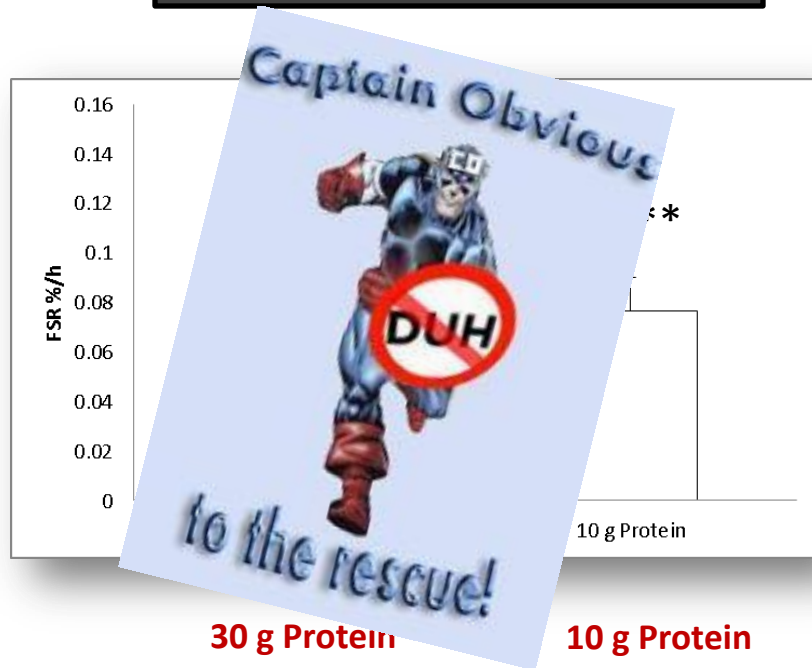 Captain Obvious
CO
DUH
to the rescue!
0.16
0.14
0.12
0.1
0.08
0.06
0.04
0.02
0
FSR %/h
**
10 g Protein
30 g Protein
10 g Protein